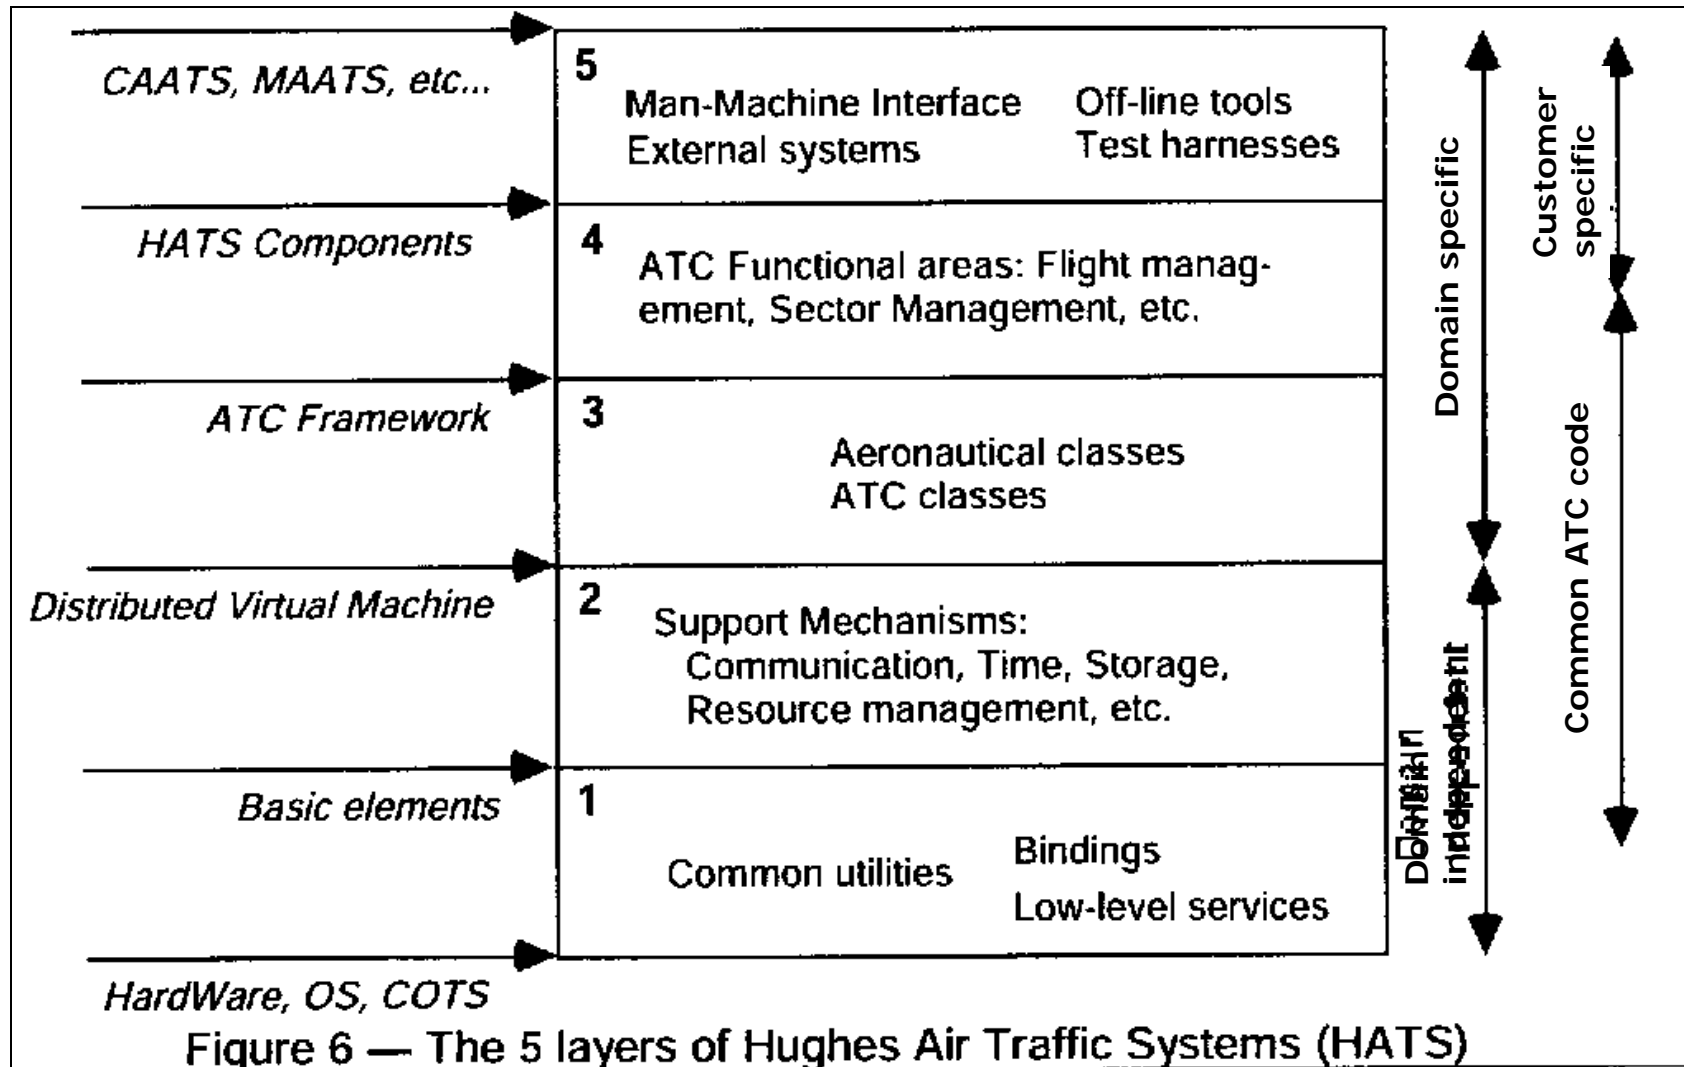 CAATS, MAATS, etc...
5
Man-Machine Interface
External systems
Off-line tools
Test harnesses
HATS Components
4
ATC Functional areas: Flight manag-
ement, Sector Management, etc.
ATC Framework
3
Aeronautical classes
ATC classes
Distributed Virtual Machine
2
Support Mechanisms:
Communication, Time, Storage,
Resource management, etc.
Basic elements
1
Common utilities
Bindings
Low-level services
HardWare, OS, COTS
Domain specific
Domain
independent
Customer
specific
Common ATC code
Figure 6 — The 5 layers of Hughes Air Traffic Systems (HATS)